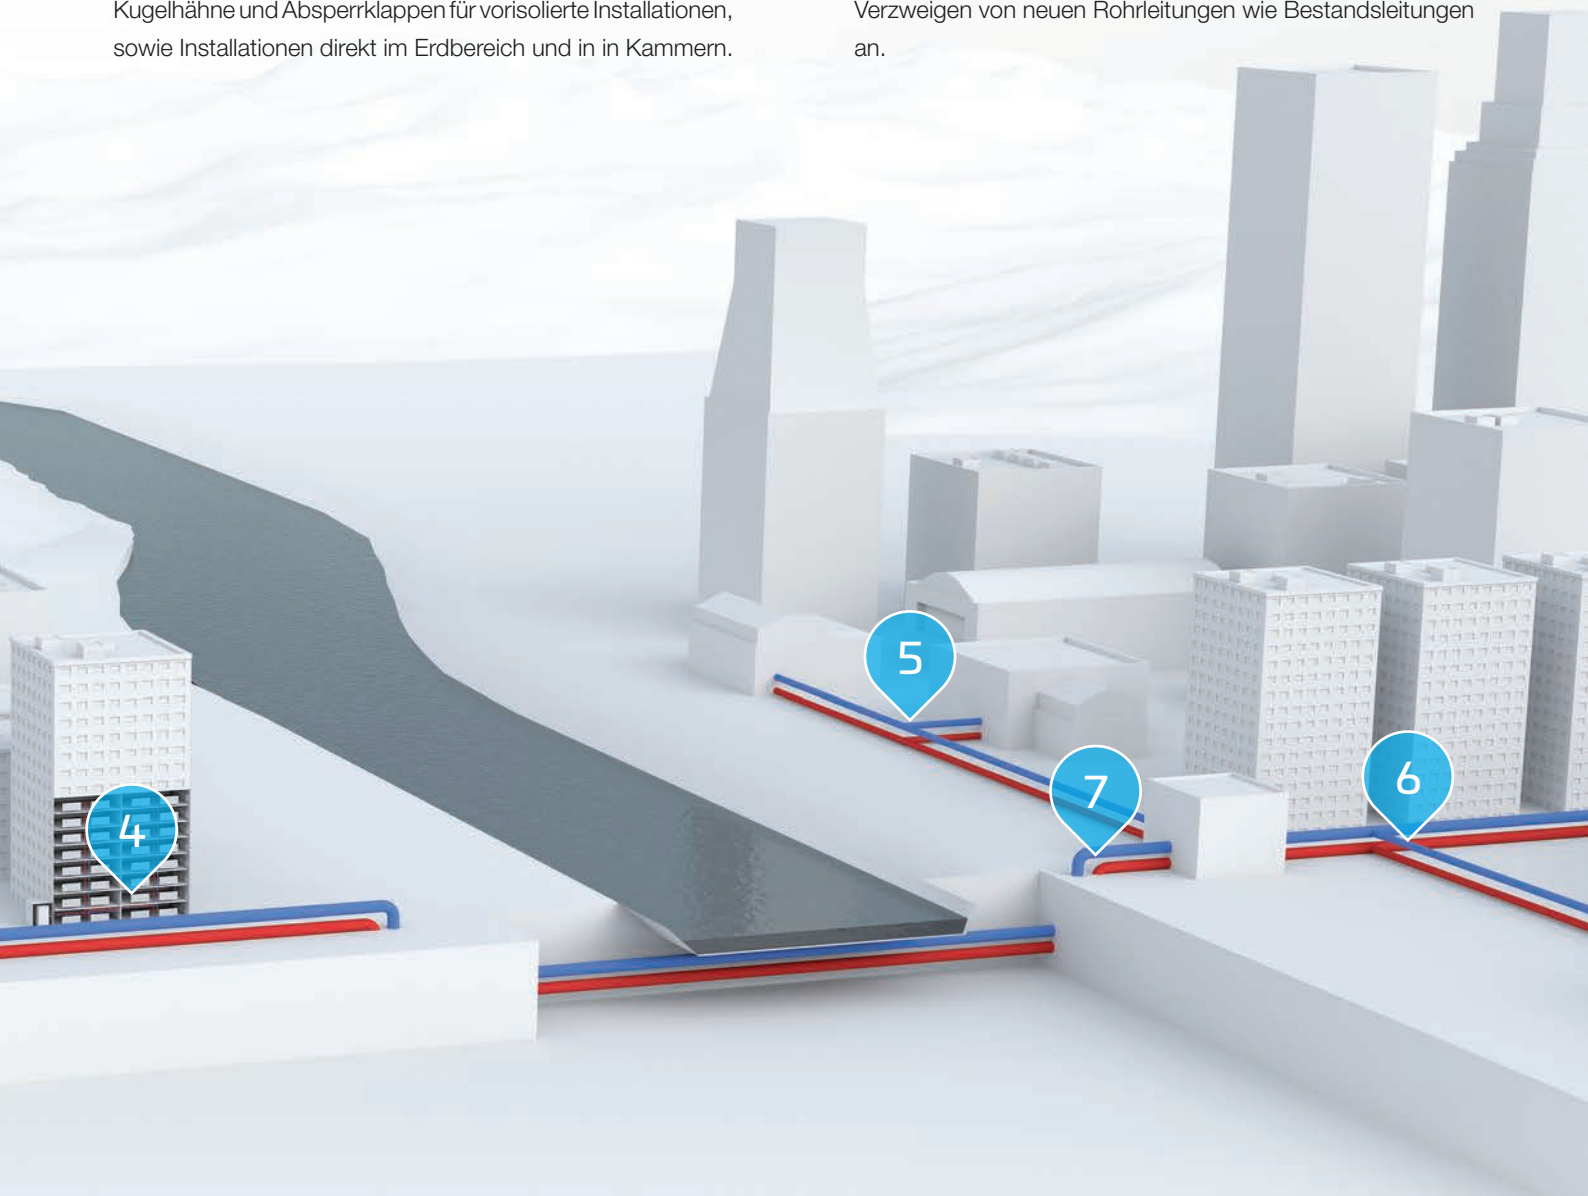 Kugelhähne und Absperrklappen für vorisolierte Installationen,
sowie Installationen direkt im Erdbereich und in in Kammern.
Verzweigen von neuen Rohrleitungen wie Bestandsleitungen
an.
5
7
6
4